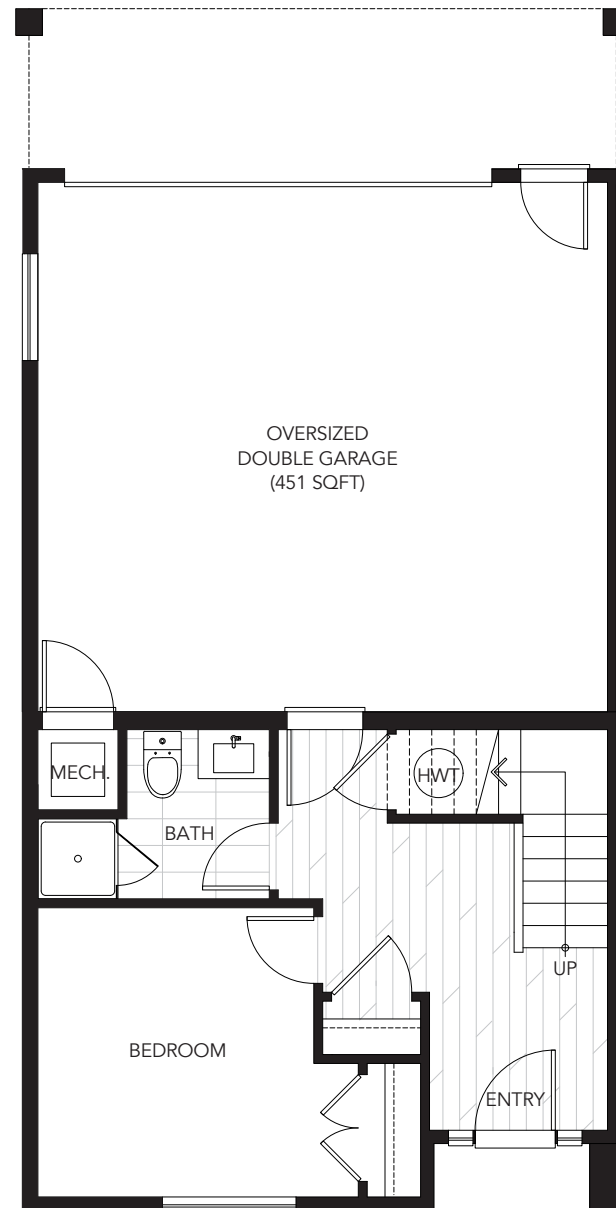 OVERSIZED
DOUBLE GARAGE
(451 SQFT)
MECH.
HWT
BATH
UP
BEDROOM
ENTRY